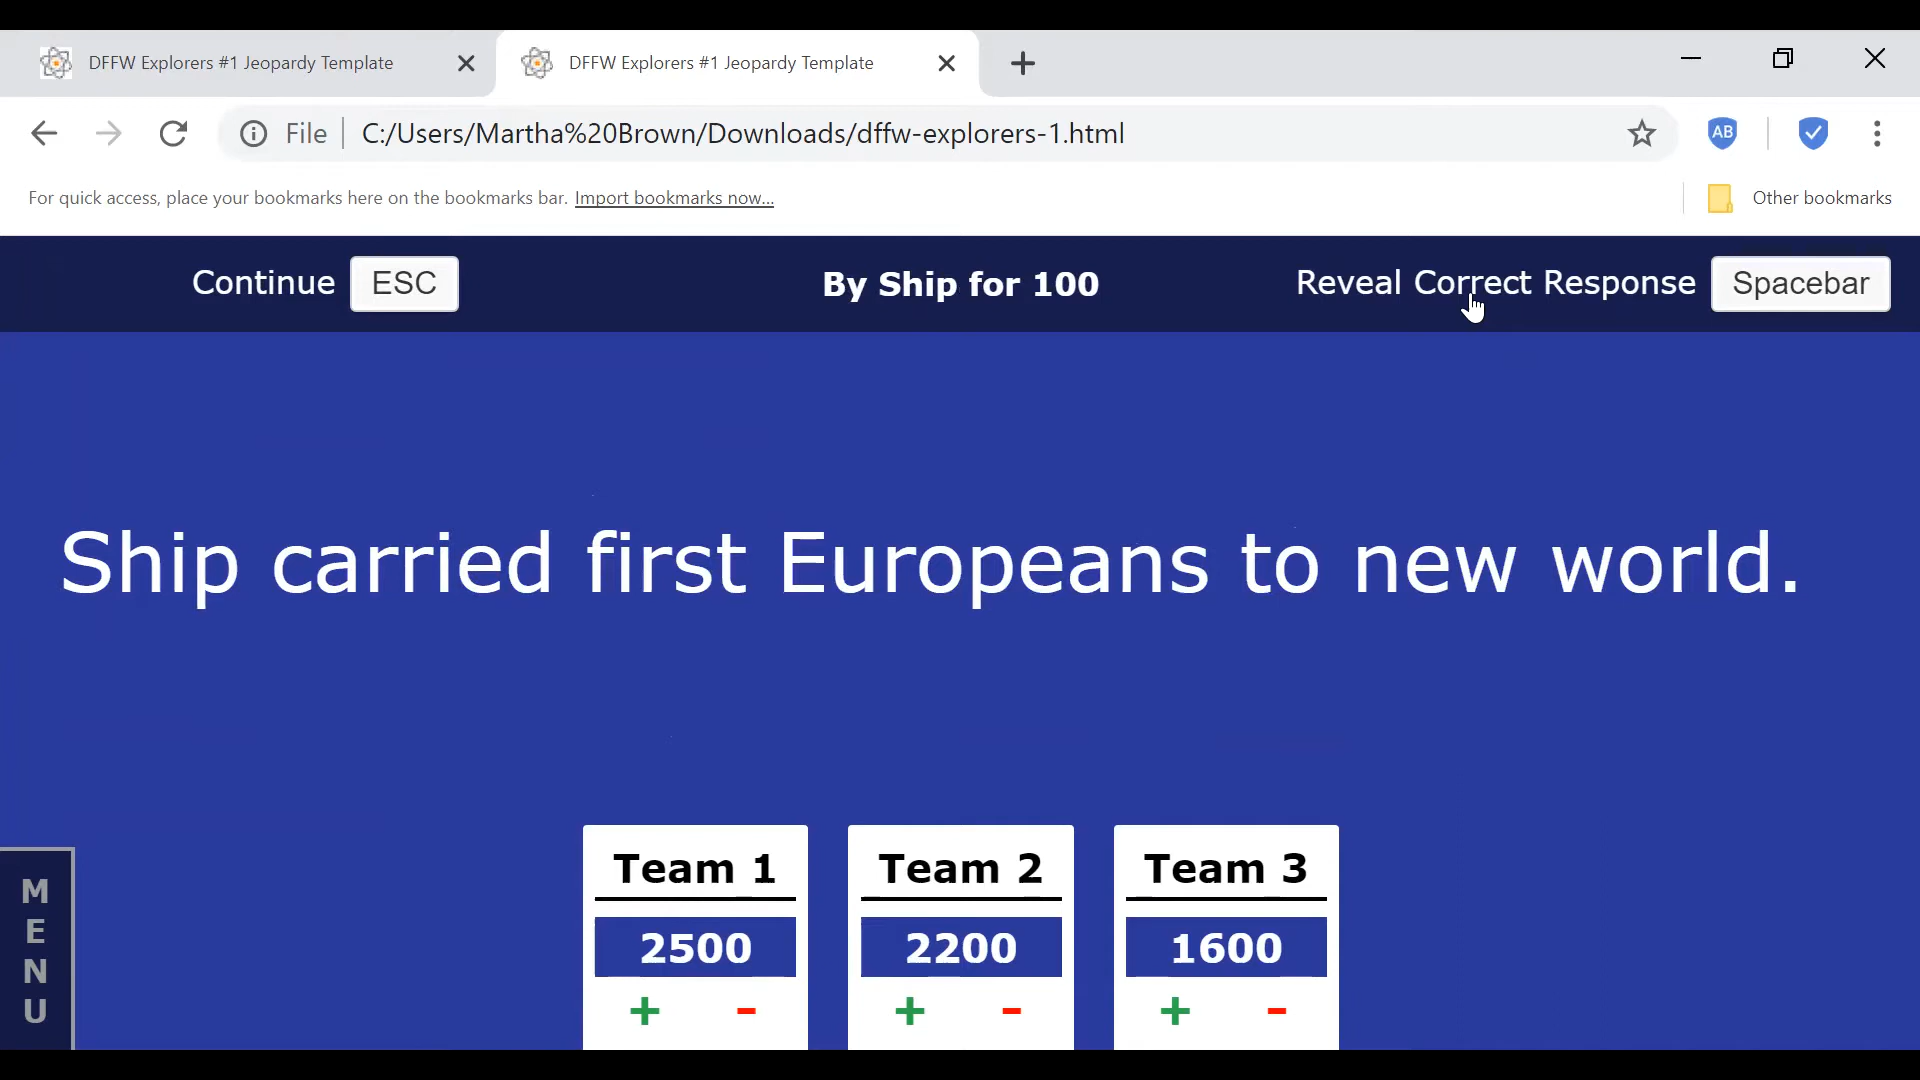 DFFW Explorers #1 Jeopardy Template
DFFW Explorers #1 Jeopardy Template
File
C:/Users/Martha%20Brown/Downloads/dffw-explorers-1.html
AB
For quick access, place your bookmarks here on the bookmarks bar. Import bookmarks now...
Other bookmarks
Continue ESC
By Ship for 100
Reveal Correct Response Spacebar
Ship carried first Europeans to new world.
MENU
Team 1
2500
+ -
Team 2
2200
+ -
Team 3
1600
+ -